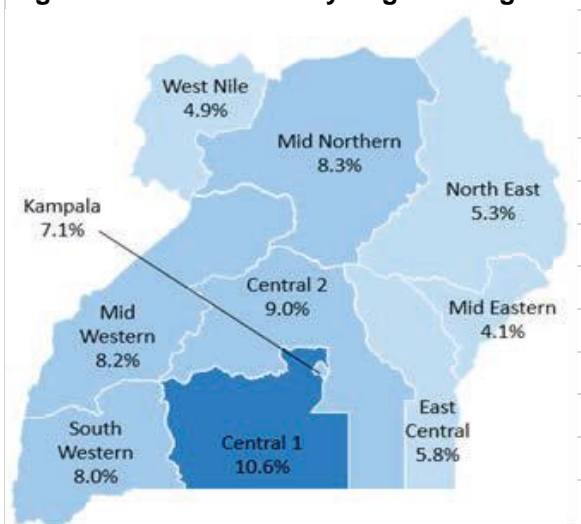 West Nile
4.9%
Mid Northern
8.3%
North East
5.3%
Kampala
7.1%
Central 2
9.0%
Mid Eastern
4.1%
Mid
Western
8.2%
East
Central
5.8%
South
Western
8.0%
Central 1
10.6%